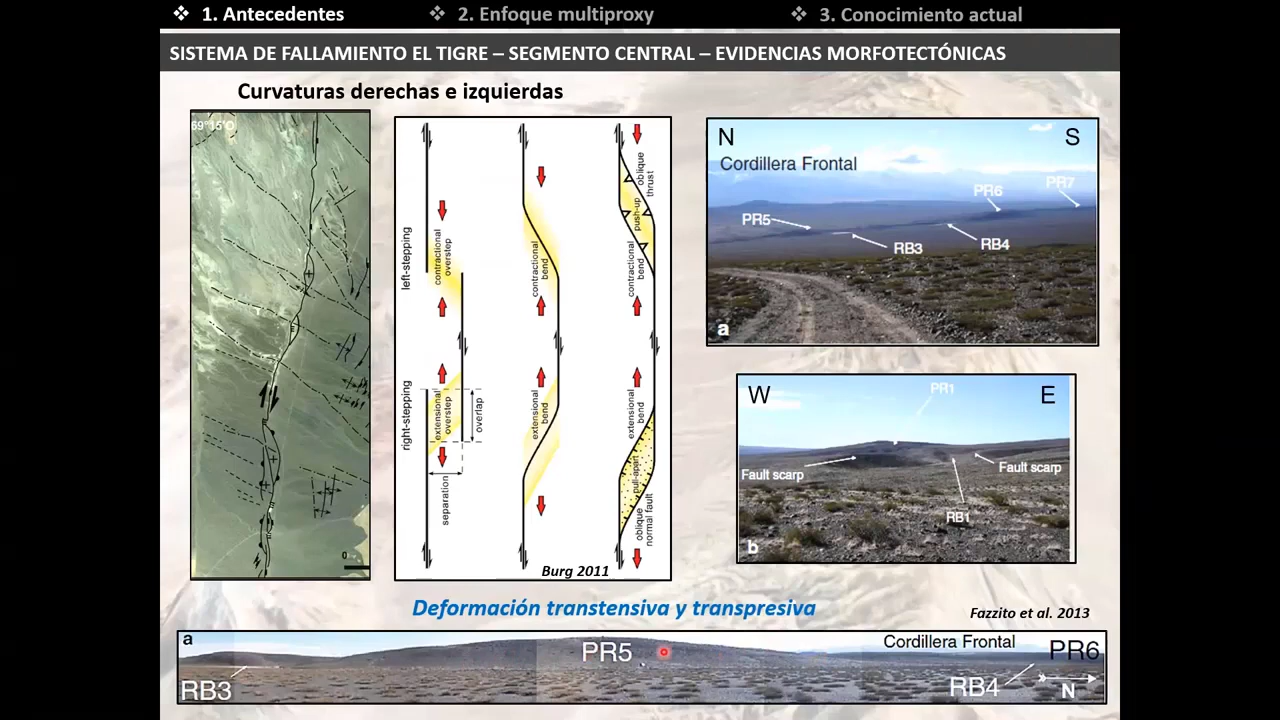 ❖ 1. Antecedentes
❖ 2. Enfoque multiproxy
❖ 3. Conocimiento actual
SISTEMA DE FALLAMIENTO EL TIGRE – SEGMENTO CENTRAL – EVIDENCIAS MORFOTECTÓNICAS
Curvaturas derechas e izquierdas
69°15'O
0
left-stepping
right-stepping
contractional
overstep
extensional
overstep
overlap
separation
contractional
bend
extensional
bend
oblique
thrust
push-up
contractional
bend
extensional
bend
pull-apart
oblique
normal fault
Burg 2011
N
S
Cordillera Frontal
PR5
RB3
RB4
PR6
PR7
a
W
E
PR1
Fault scarp
Fault scarp
RB1
b
Deformación transtensiva y transpresiva
Fazzito et al. 2013
a
RB3
PR5
Cordillera Frontal
PR6
RB4
N